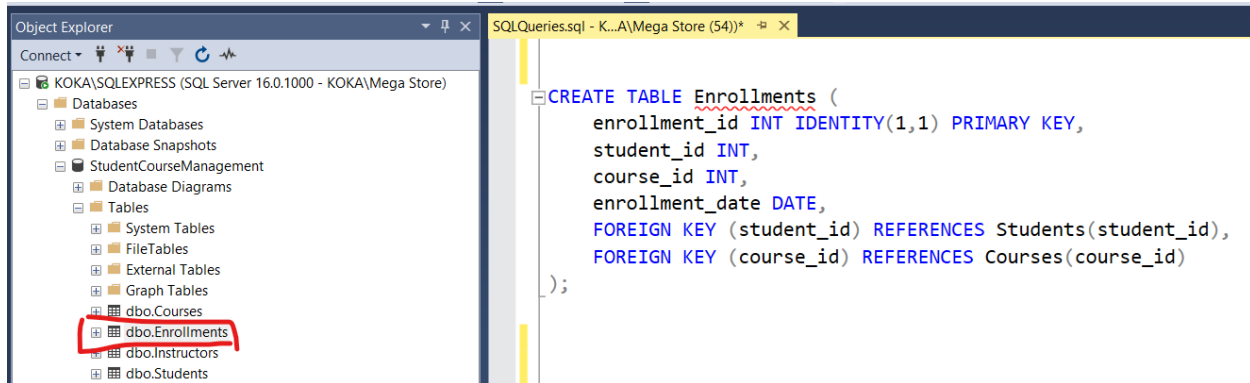 Object Explorer
Connect
KOKA\SQLEXPRESS (SQL Server 16.0.1000 - KOKA\Mega Store)
Databases
System Databases
Database Snapshots
StudentCourseManagement
Database Diagrams
Tables
System Tables
FileTables
External Tables
Graph Tables
dbo.Courses
dbo.Enrollments
dbo.Instructors
dbo.Students
SQLQueries.sql - K...A\Mega Store (54))*
CREATE TABLE Enrollments (
enrollment_id INT IDENTITY(1,1) PRIMARY KEY,
student_id INT,
course_id INT,
enrollment_date DATE,
FOREIGN KEY (student_id) REFERENCES Students(student_id),
FOREIGN KEY (course_id) REFERENCES Courses(course_id)
);